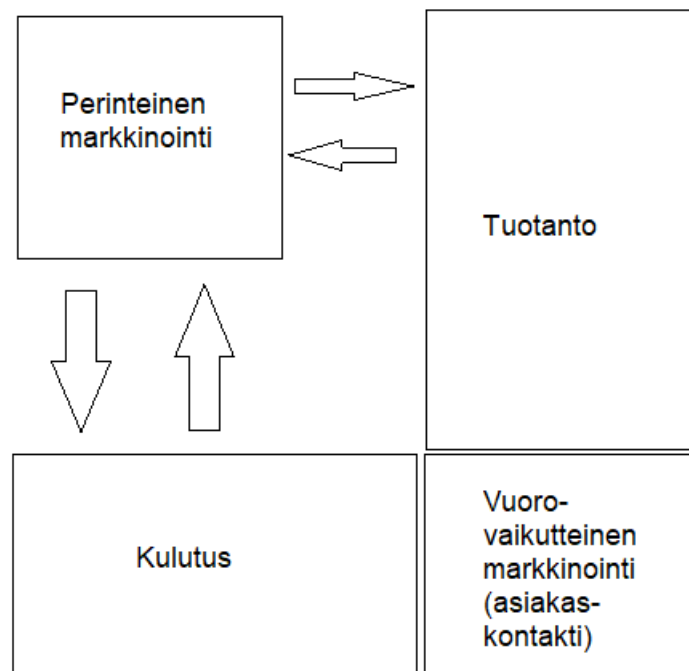 Perinteinen
markkinointi
Tuotanto
Kulutus
Vuoro-
vaikutteinen
markkinointi
(asiakas-
kontakti)